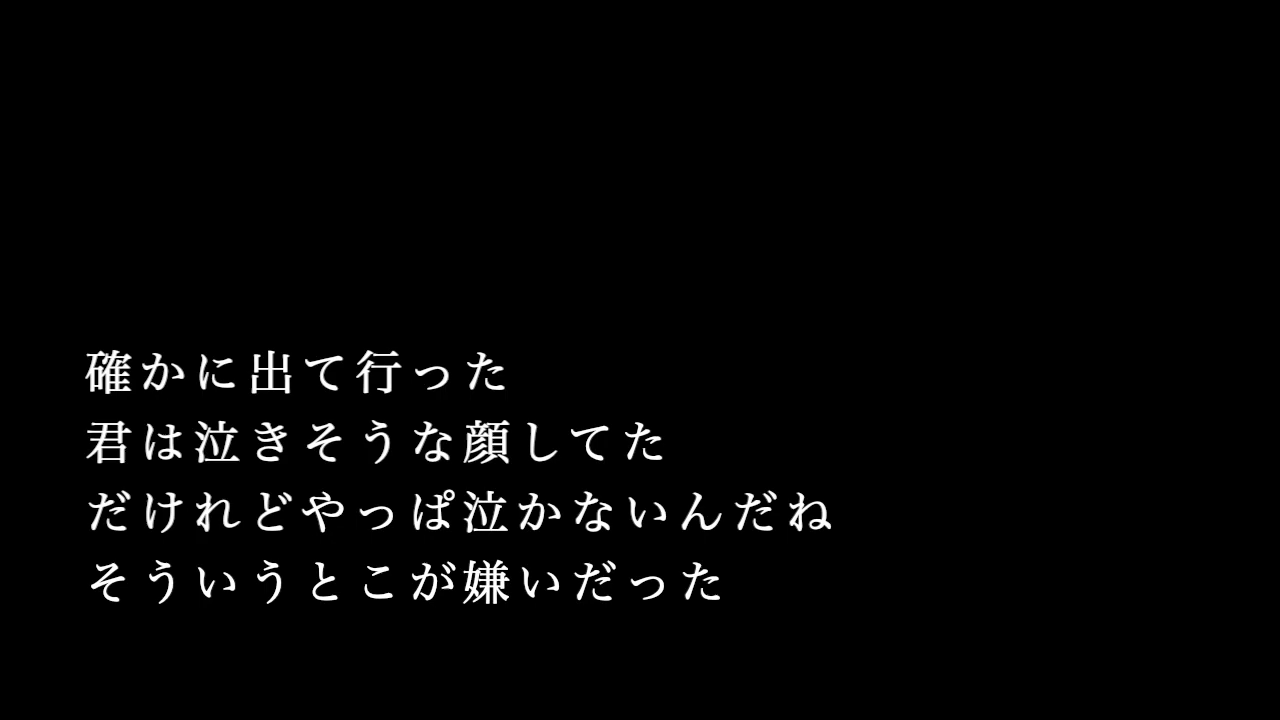 確かに出て行った
君は泣きそうな顔してた
だけれどやっぱ泣かないんだね
そういうとこが嫌いだった